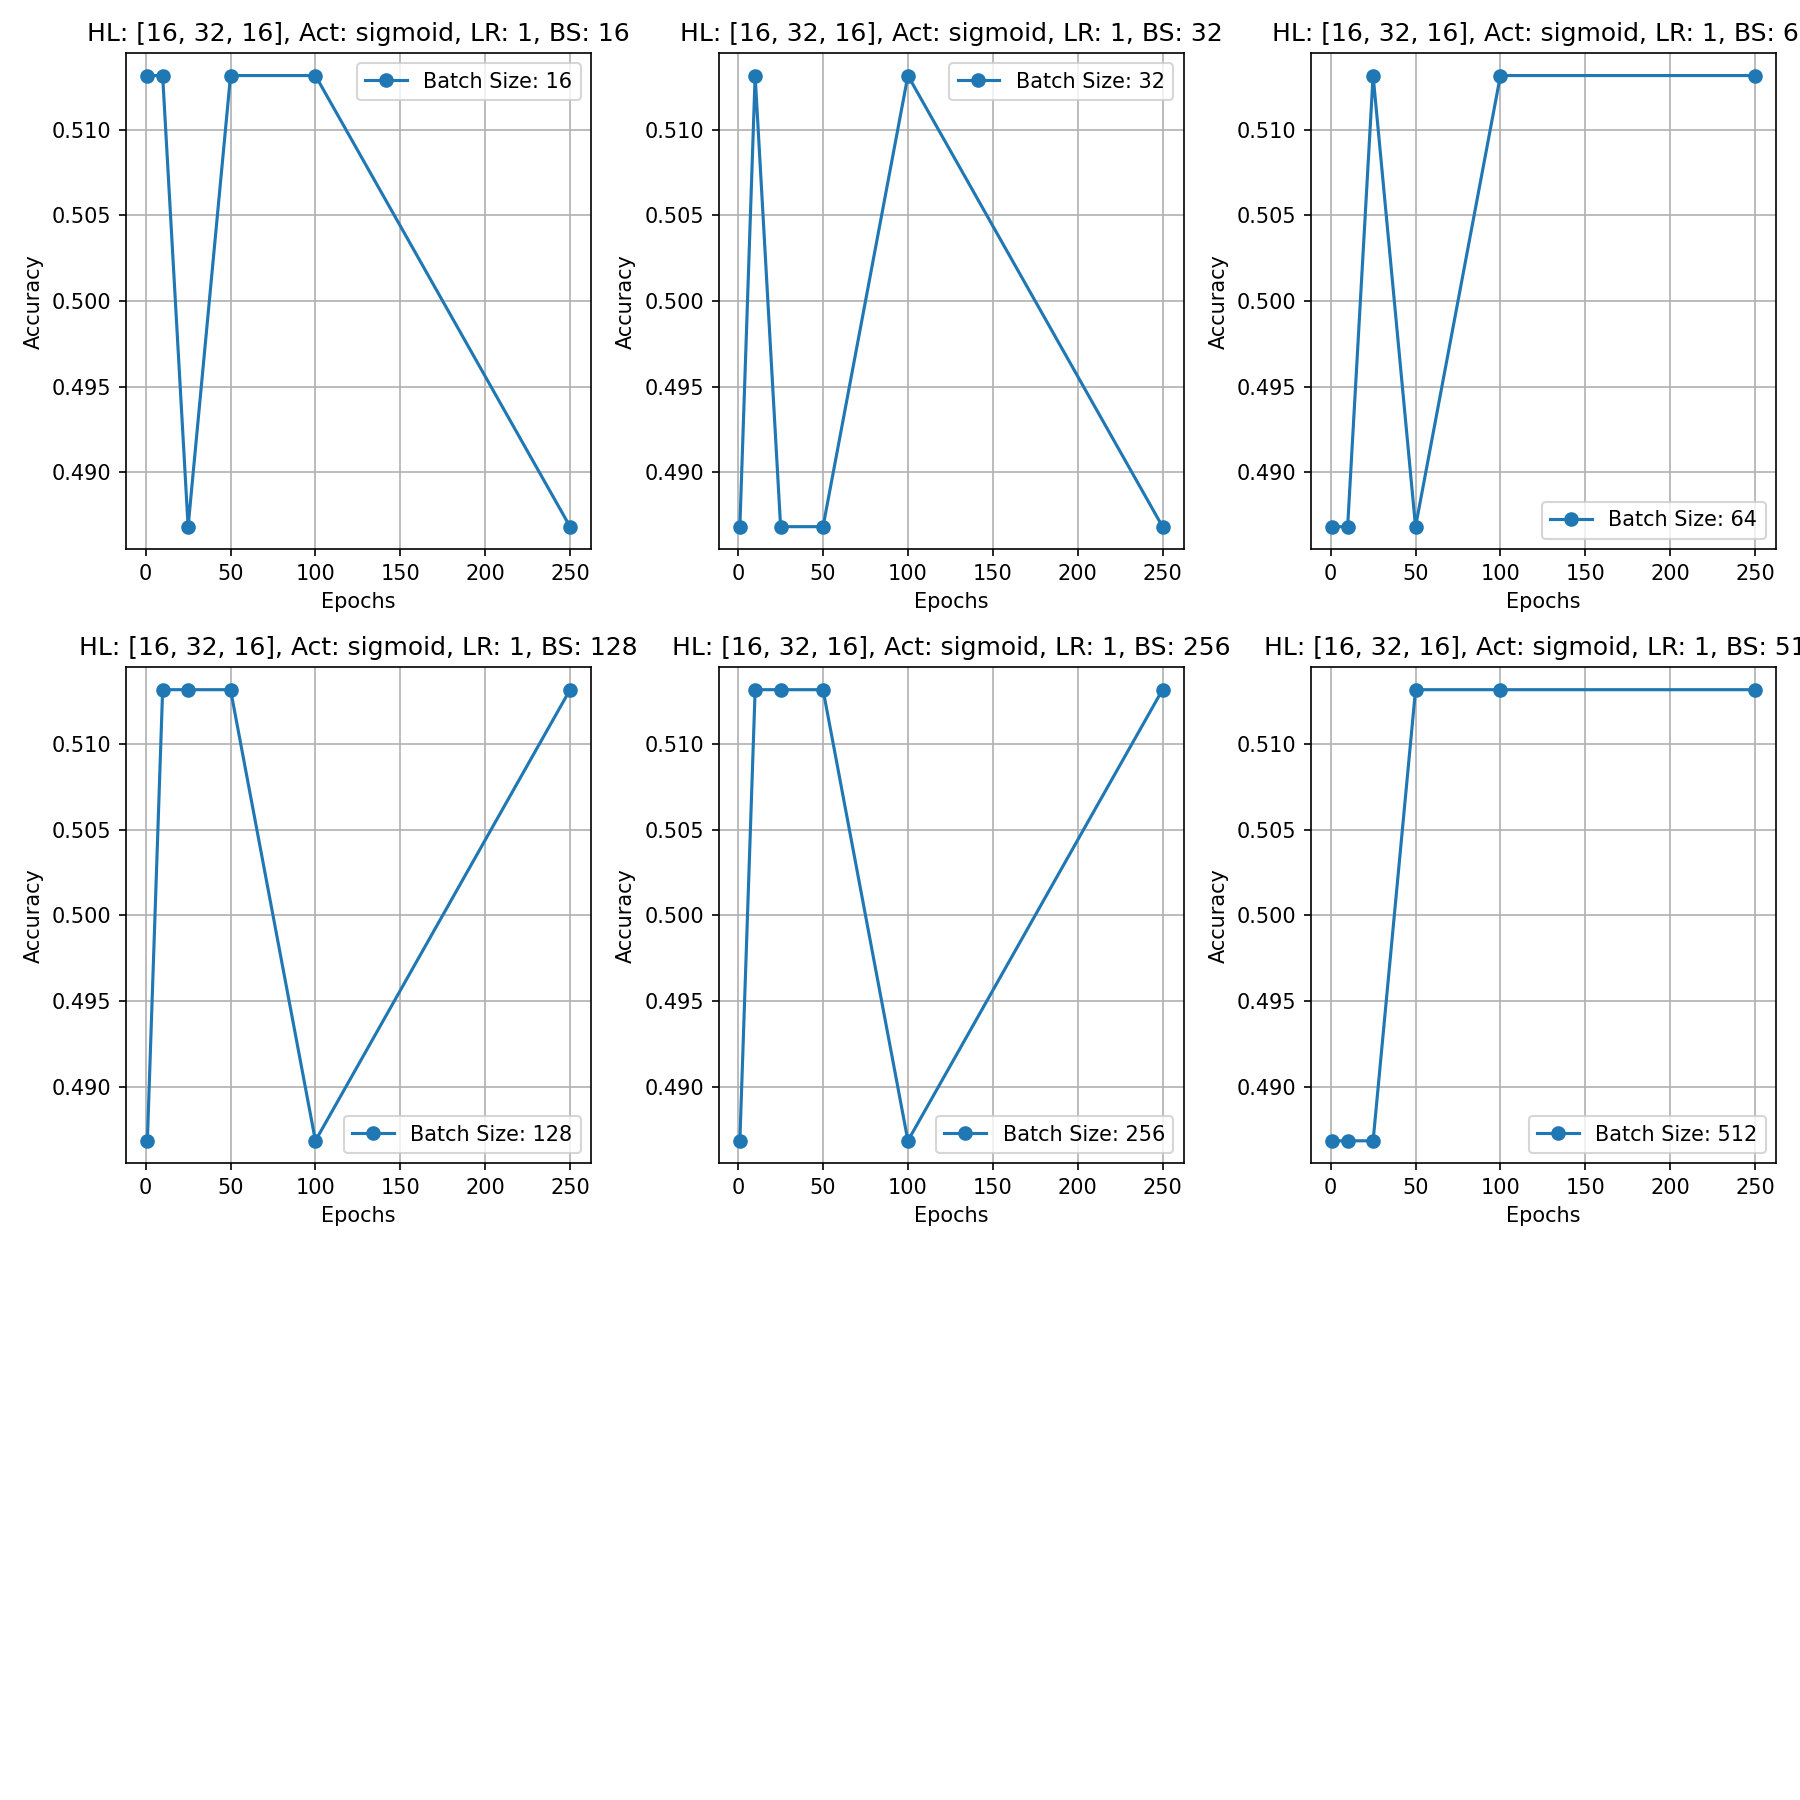 HL: [16, 32, 16], Act: sigmoid, LR: 1, BS: 16
Batch Size: 16
0.510
0.505
0.500
0.495
0.490
Accuracy
0 50 100 150 200 250
Epochs
HL: [16, 32, 16], Act: sigmoid, LR: 1, BS: 32
Batch Size: 32
0.510
0.505
0.500
0.495
0.490
Accuracy
0 50 100 150 200 250
Epochs
HL: [16, 32, 16], Act: sigmoid, LR: 1, BS: 6
0.510
0.505
0.500
0.495
0.490
Accuracy
Batch Size: 64
0 50 100 150 200 250
Epochs
HL: [16, 32, 16], Act: sigmoid, LR: 1, BS: 128
0.510
0.505
0.500
0.495
0.490
Accuracy
Batch Size: 128
0 50 100 150 200 250
Epochs
HL: [16, 32, 16], Act: sigmoid, LR: 1, BS: 256
0.510
0.505
0.500
0.495
0.490
Accuracy
Batch Size: 256
0 50 100 150 200 250
Epochs
HL: [16, 32, 16], Act: sigmoid, LR: 1, BS: 51
0.510
0.505
0.500
0.495
0.490
Accuracy
Batch Size: 512
0 50 100 150 200 250
Epochs